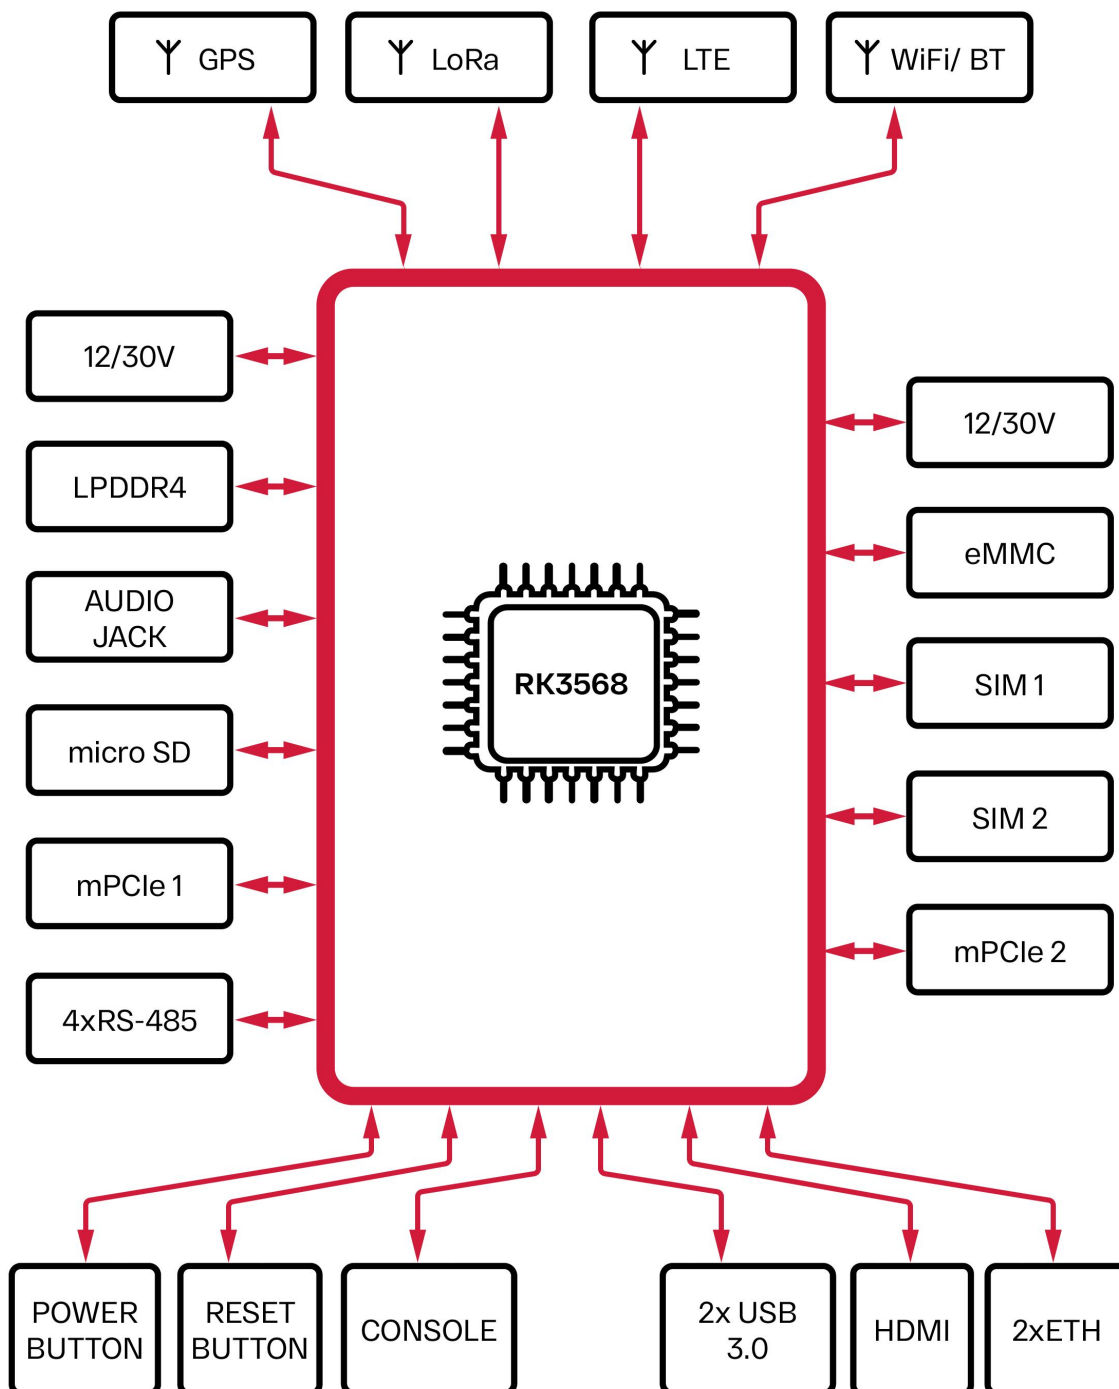 GPS
LoRa
LTE
WiFi/ BT
12/30V
LPDDR4
AUDIO
JACK
micro SD
mPCIe 1
4xRS-485
RK3568
12/30V
eMMC
SIM 1
SIM 2
mPCIe 2
POWER
BUTTON
RESET
BUTTON
CONSOLE
2x USB
3.0
HDMI
2xETH